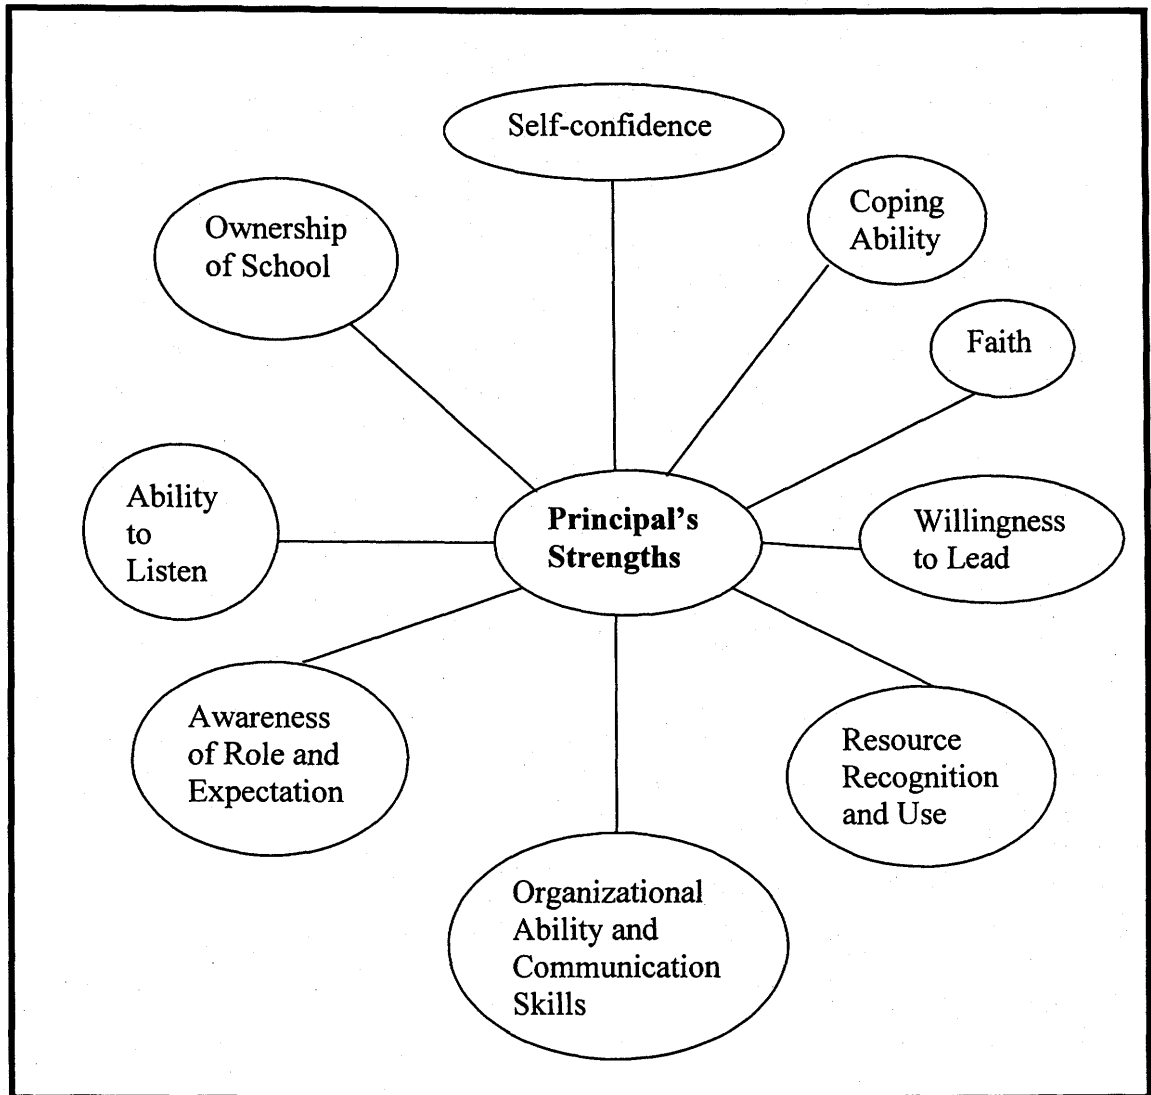 Self-confidence
Coping
Ability
Ownership
of School
Faith
Ability
to
Listen
Principal's
Strengths
Willingness
to Lead
Awareness
of Role and
Expectation
Resource
Recognition
and Use
Organizational
Ability and
Communication
Skills